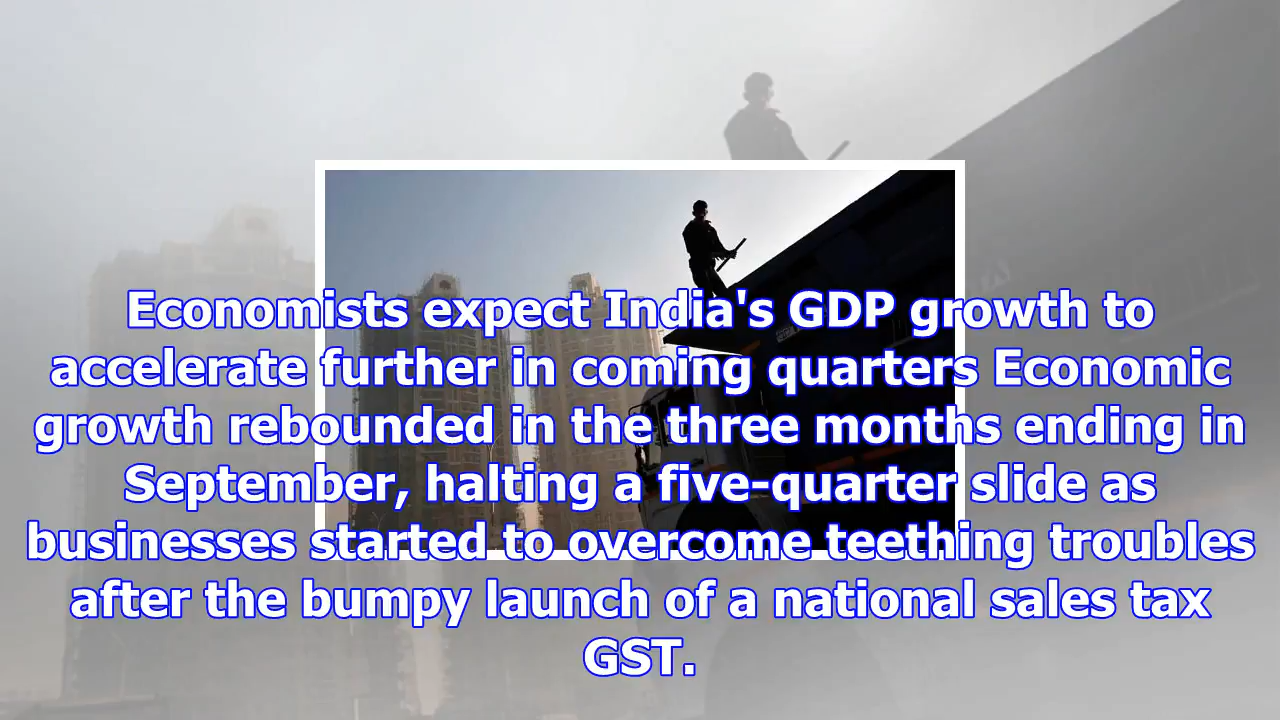 Economists expect India's GDP growth to
accelerate further in coming quarters Economic
growth rebounded in the three months ending in
September, halting a five-quarter slide as
businesses started to overcome teething troubles
after the bumpy launch of a national sales tax
GST.